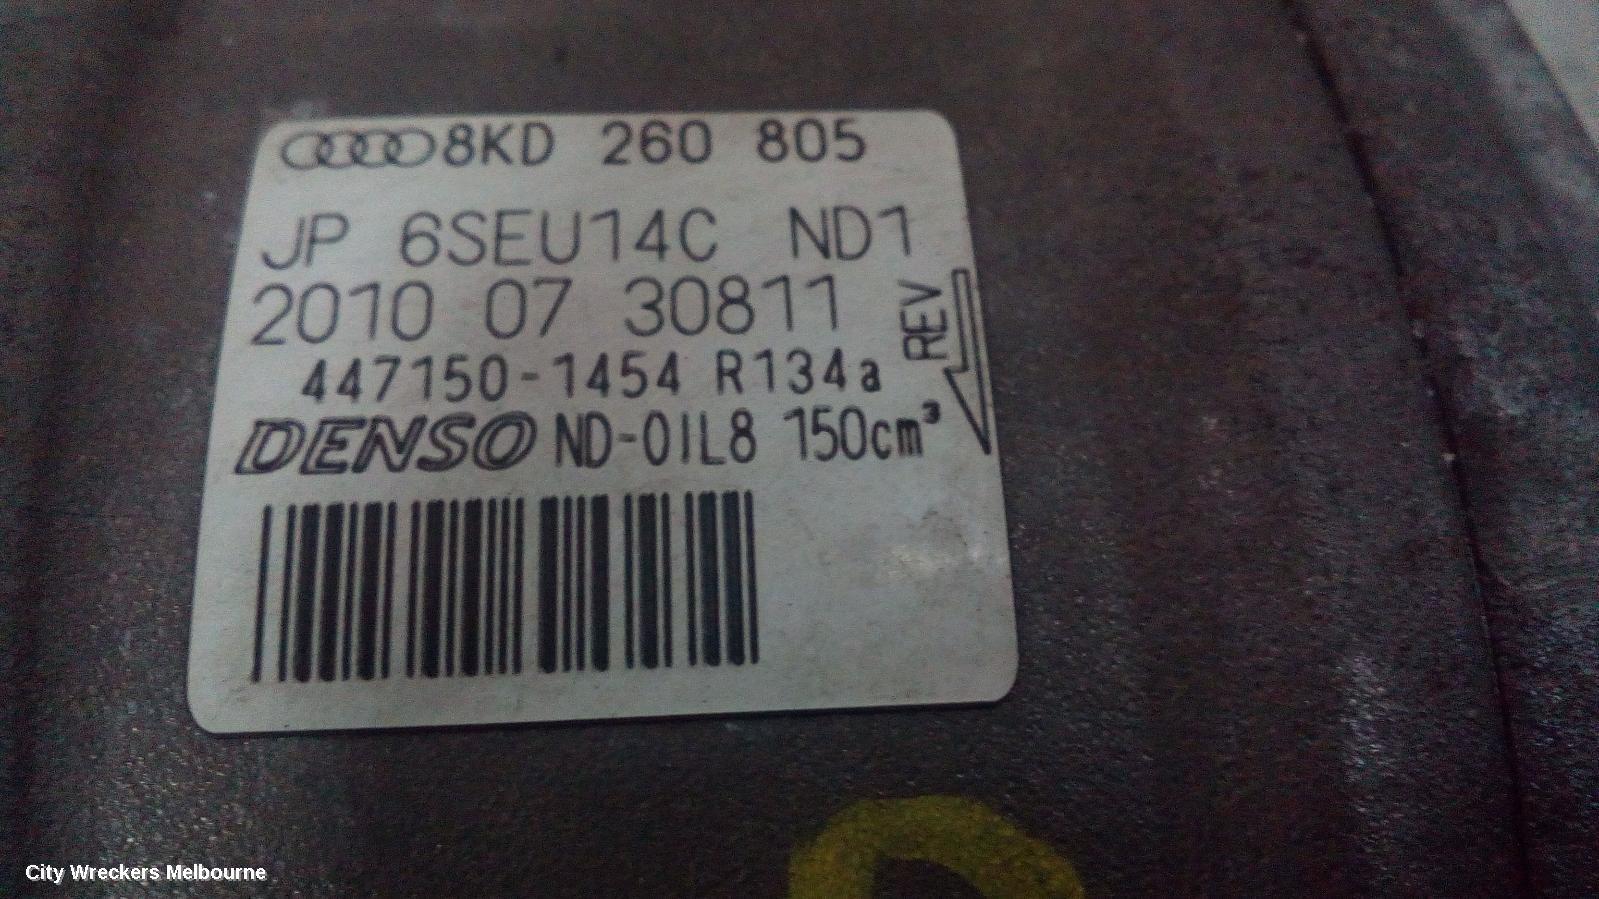 8KD 260 805
JP 6SEU14C ND1
2010 07 30811
REV
447150-1454 R134a
DENSO ND-OIL8 150cm³
City Wreckers Melbourne